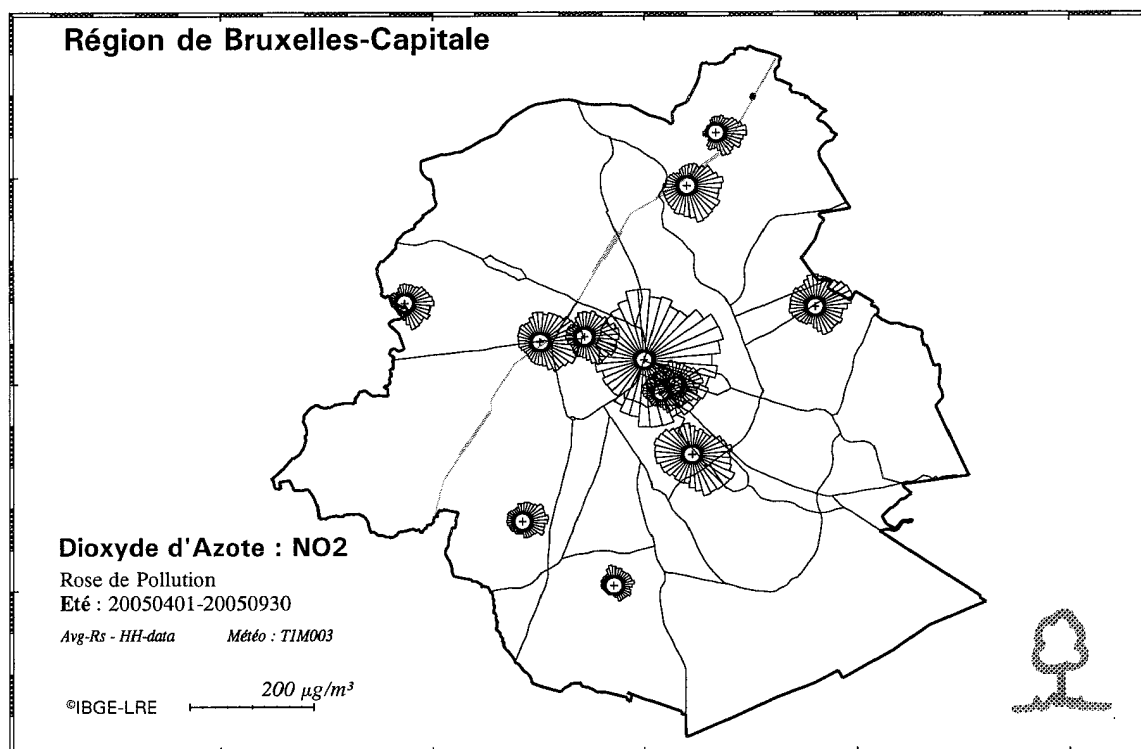 Région de Bruxelles-Capitale
Dioxyde d'Azote : NO2
Rose de Pollution
Eté : 20050401-20050930
Avg-Rs - HH-data Météo : T1M003
200 µg/m³
©IBGE-LRE